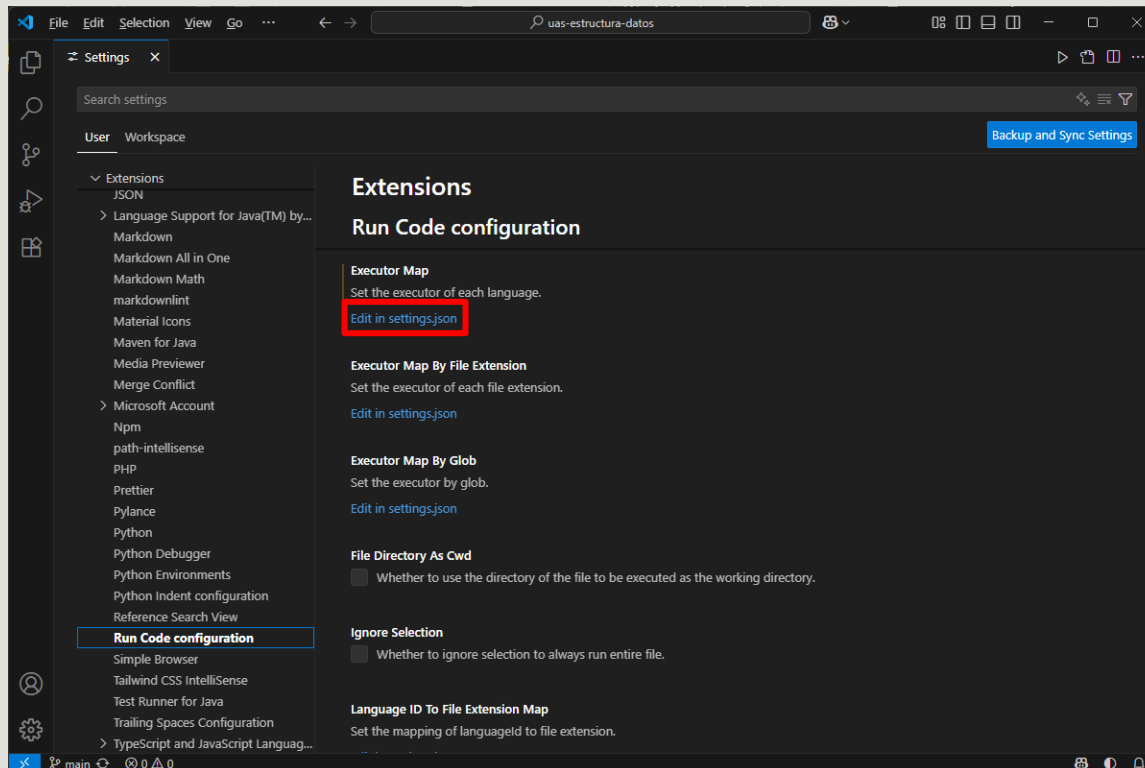 File Edit Selection View Go ··· uas-estructura-datos
Settings
Search settings
User Workspace
Backup and Sync Settings
Extensions
JSON
Language Support for Java(TM) by...
Markdown
Markdown All in One
Markdown Math
markdownlint
Material Icons
Maven for Java
Media Previewer
Merge Conflict
Microsoft Account
Npm
path-intellisense
PHP
Prettier
Pylance
Python
Python Debugger
Python Environments
Python Indent configuration
Reference Search View
Run Code configuration
Simple Browser
Tailwind CSS IntelliSense
Test Runner for Java
Trailing Spaces Configuration
TypeScript and JavaScript Languag...
Extensions
Run Code configuration
Executor Map
Set the executor of each language.
Edit in settings.json
Executor Map By File Extension
Set the executor of each file extension.
Edit in settings.json
Executor Map By Glob
Set the executor by glob.
Edit in settings.json
File Directory As Cwd
Whether to use the directory of the file to be executed as the working directory.
Ignore Selection
Whether to ignore selection to always run entire file.
Language ID To File Extension Map
Set the mapping of languageId to file extension.
main 0 0